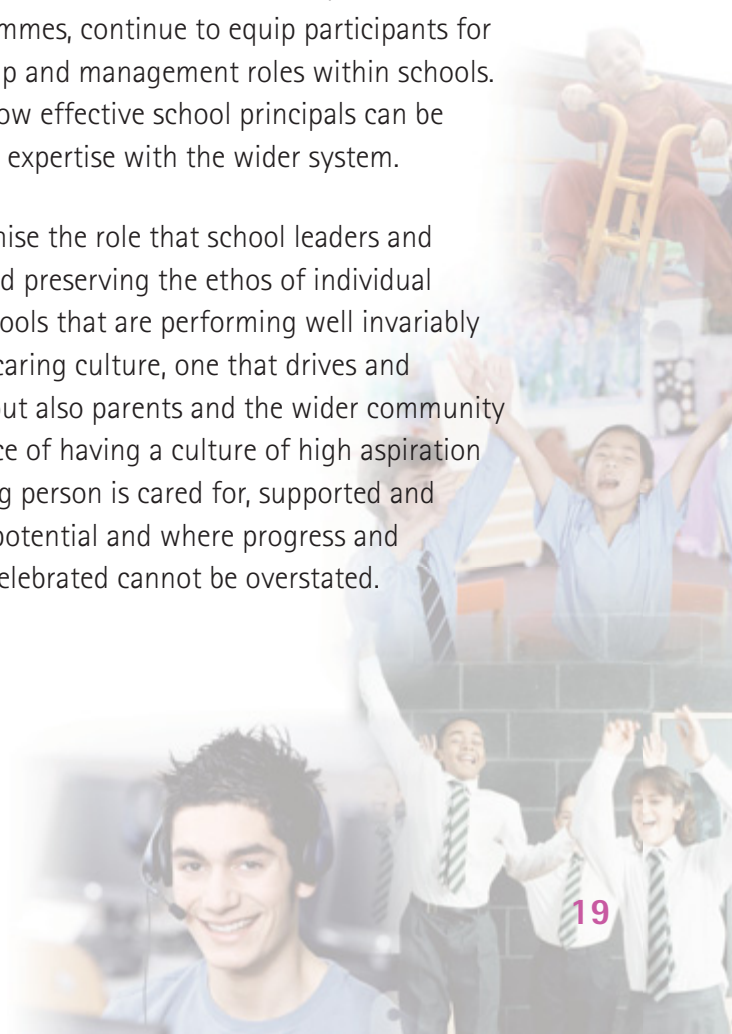 mmes, continue to equip participants for
p and management roles within schools.
ow effective school principals can be
expertise with the wider system.
nise the role that school leaders and
d preserving the ethos of individual
ools that are performing well invariably
caring culture, one that drives and
out also parents and the wider community
ce of having a culture of high aspiration
g person is cared for, supported and
potential and where progress and
elebrated cannot be overstated.
19